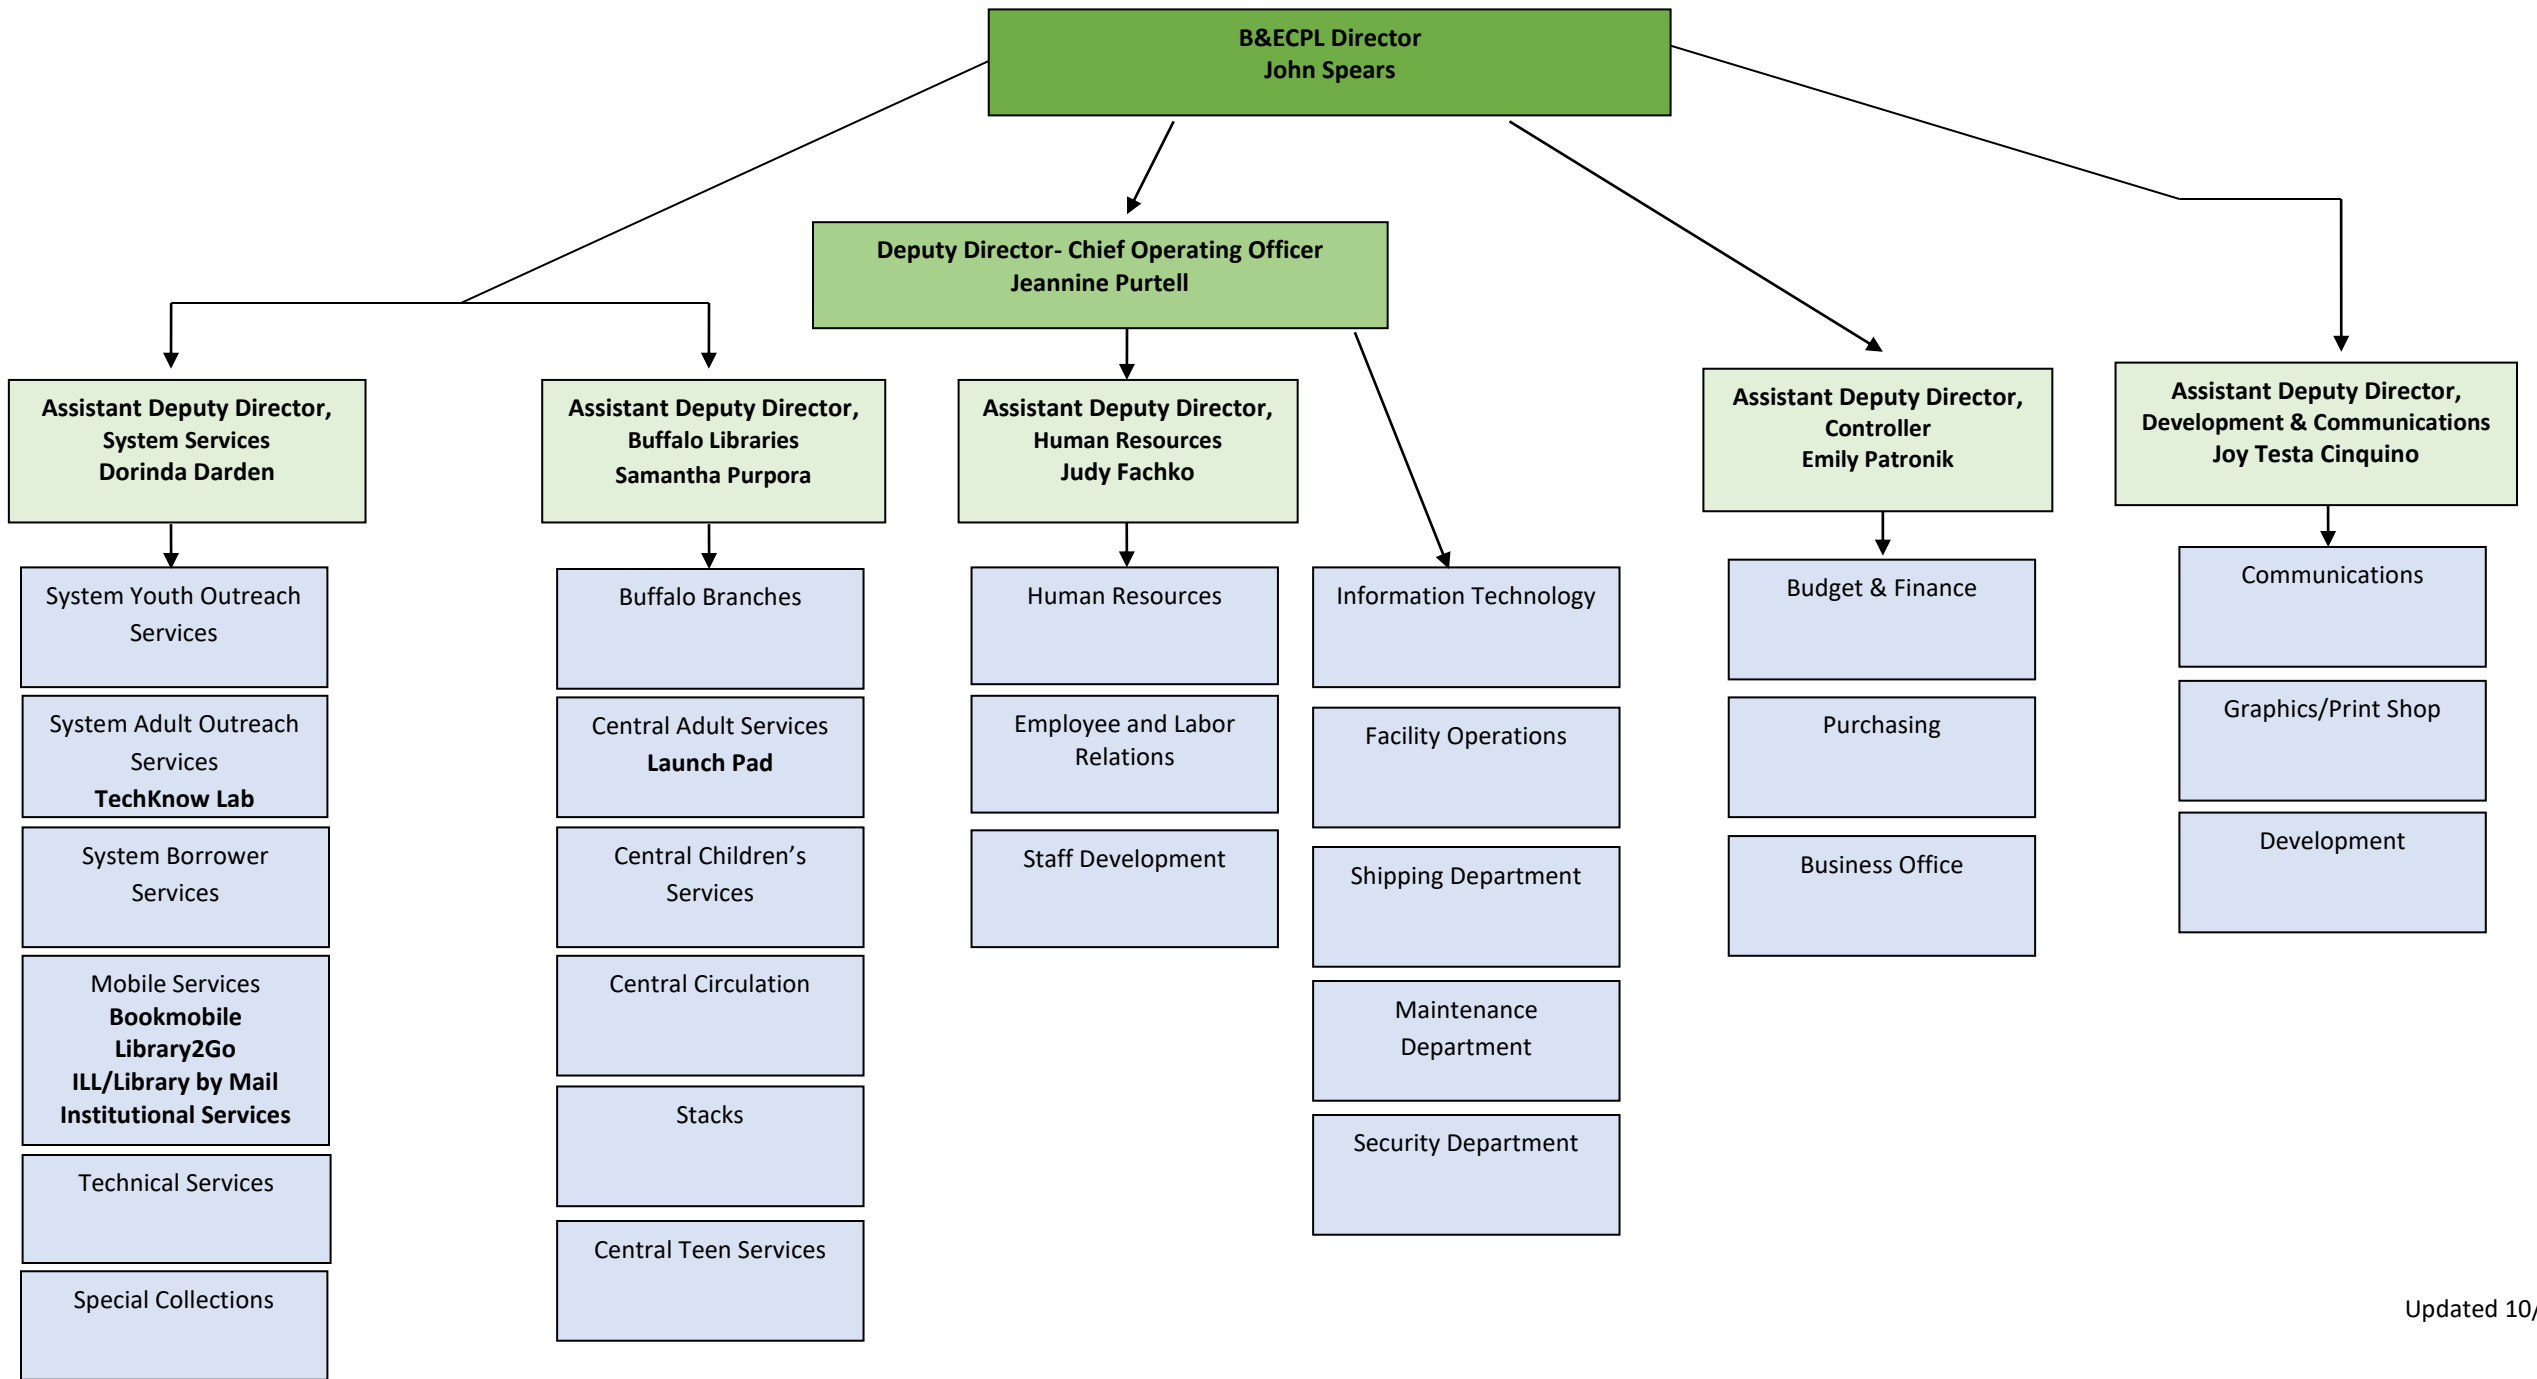 B&ECPL Director
John Spears
Deputy Director- Chief Operating Officer
Jeannine Purtell
Assistant Deputy Director,
System Services
Dorinda Darden
Assistant Deputy Director,
Buffalo Libraries
Samantha Purpora
Assistant Deputy Director,
Human Resources
Judy Fachko
Assistant Deputy Director,
Controller
Emily Patronik
Assistant Deputy Director,
Development & Communications
Joy Testa Cinquino
System Youth Outreach
Services
System Adult Outreach
Services
TechKnow Lab
System Borrower
Services
Mobile Services
Bookmobile
Library2Go
ILL/Library by Mail
Institutional Services
Technical Services
Special Collections
Buffalo Branches
Central Adult Services
Launch Pad
Central Children’s
Services
Central Circulation
Stacks
Central Teen Services
Human Resources
Employee and Labor
Relations
Staff Development
Information Technology
Facility Operations
Shipping Department
Maintenance
Department
Security Department
Budget & Finance
Purchasing
Business Office
Communications
Graphics/Print Shop
Development
Updated 10/